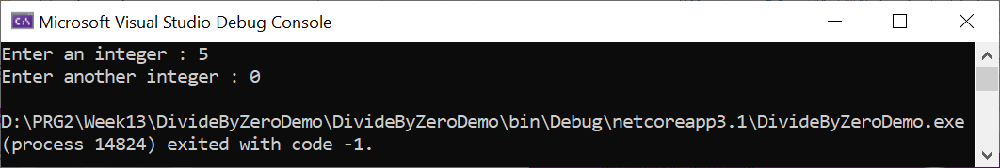 Microsoft Visual Studio Debug Console
Enter an integer : 5
Enter another integer : 0
D:\PRG2\Week13\DivideByZeroDemo\DivideByZeroDemo\bin\Debug\netcoreapp3.1\DivideByZeroDemo.exe
(process 14824) exited with code -1.